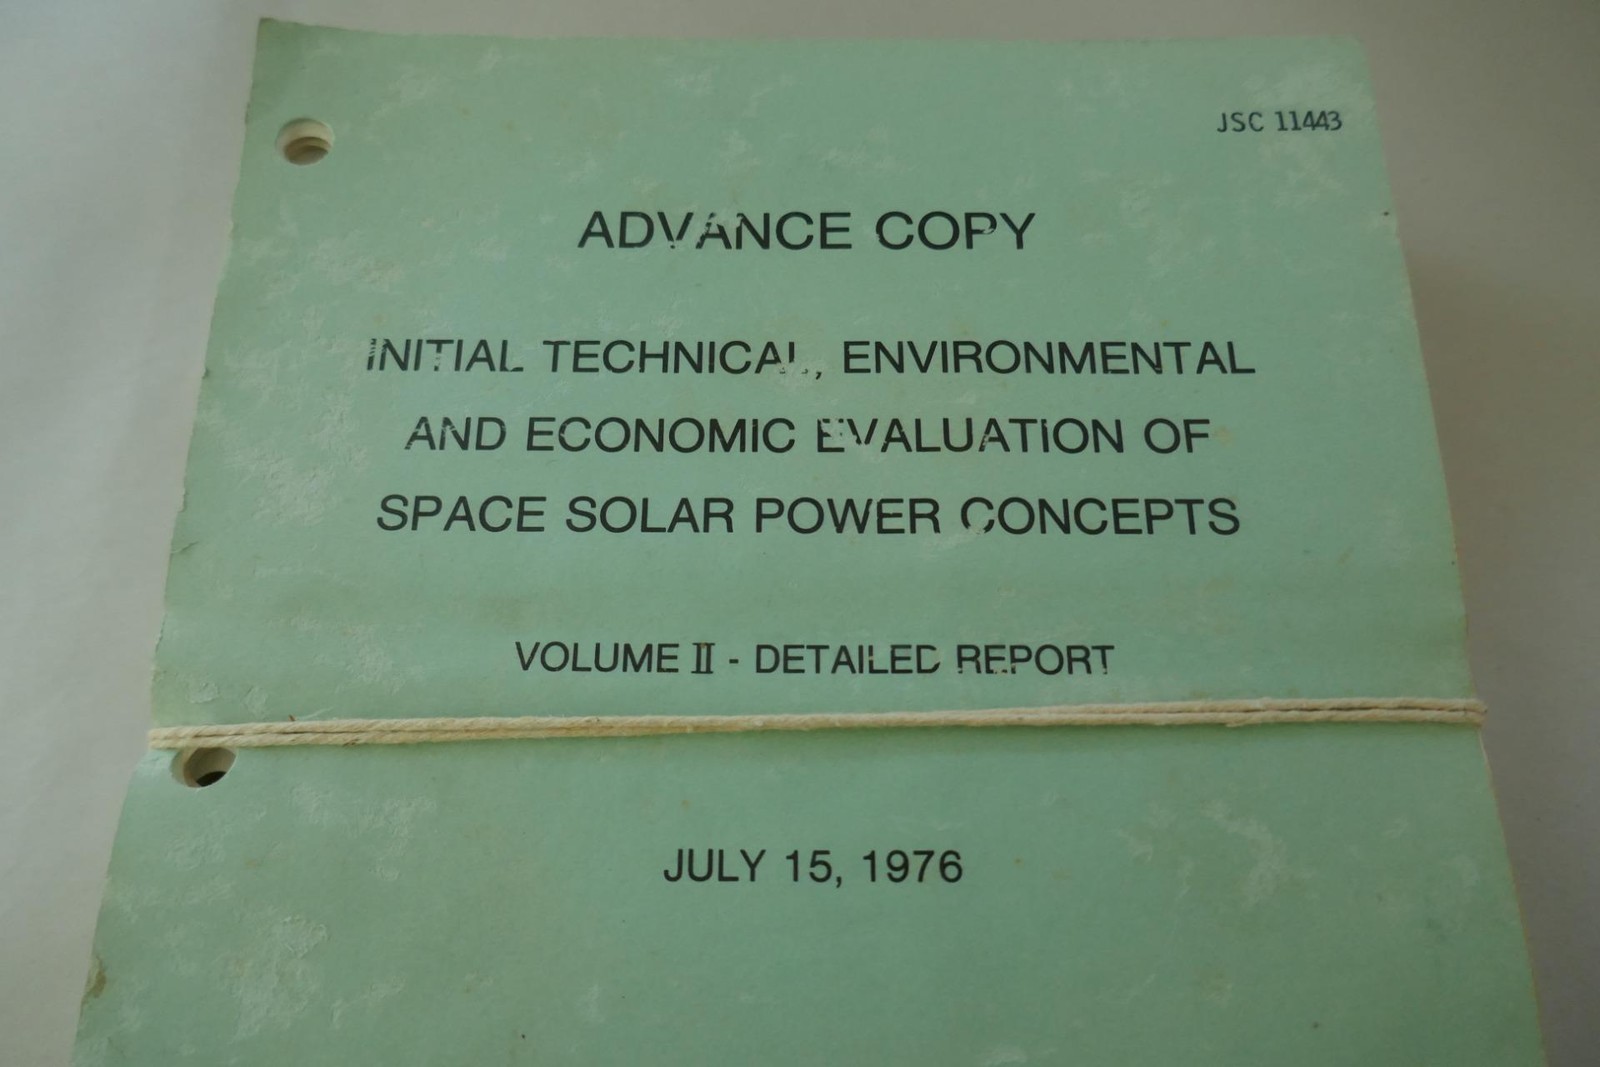 JSC 11443
ADVANCE COPY
INITIAL TECHNICAL, ENVIRONMENTAL
AND ECONOMIC EVALUATION OF
SPACE SOLAR POWER CONCEPTS
VOLUME II - DETAILED REPORT
JULY 15, 1976